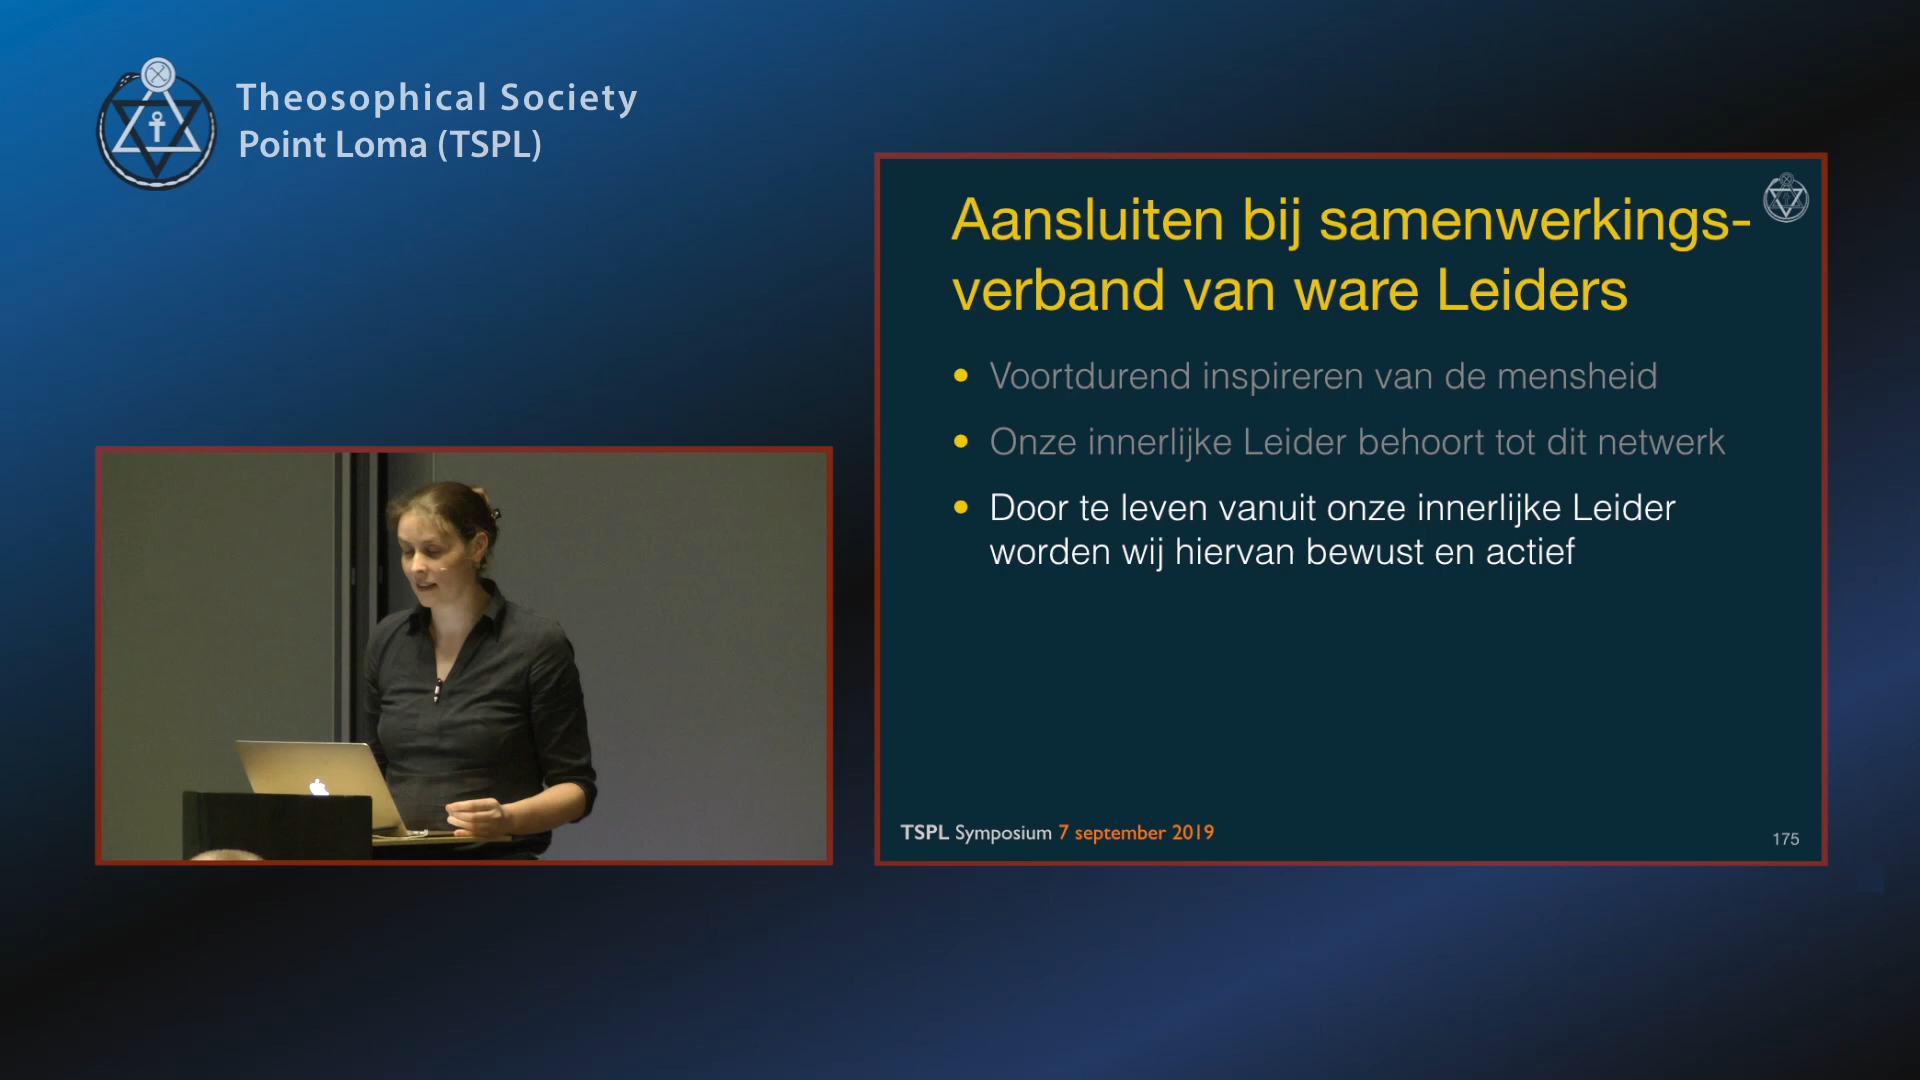 Theosophical Society
Point Loma (TSPL)
Aansluiten bij samenwerkings-
verband van ware Leiders
• Voortdurend inspireren van de mensheid
• Onze innerlijke Leider behoort tot dit netwerk
• Door te leven vanuit onze innerlijke Leider
worden wij hiervan bewust en actief
TSPL Symposium 7 september 2019
175